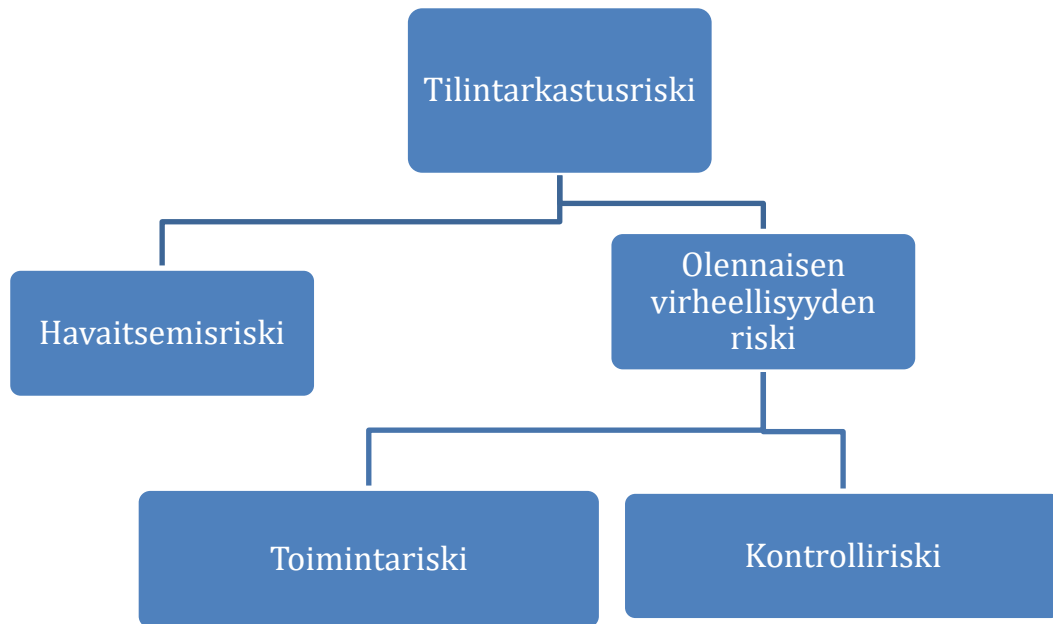 Tilintarkastusriski
Havaitsemisriski
Olennaisen
virheellisyyden
riski
Toimintariski
Kontrolliriski